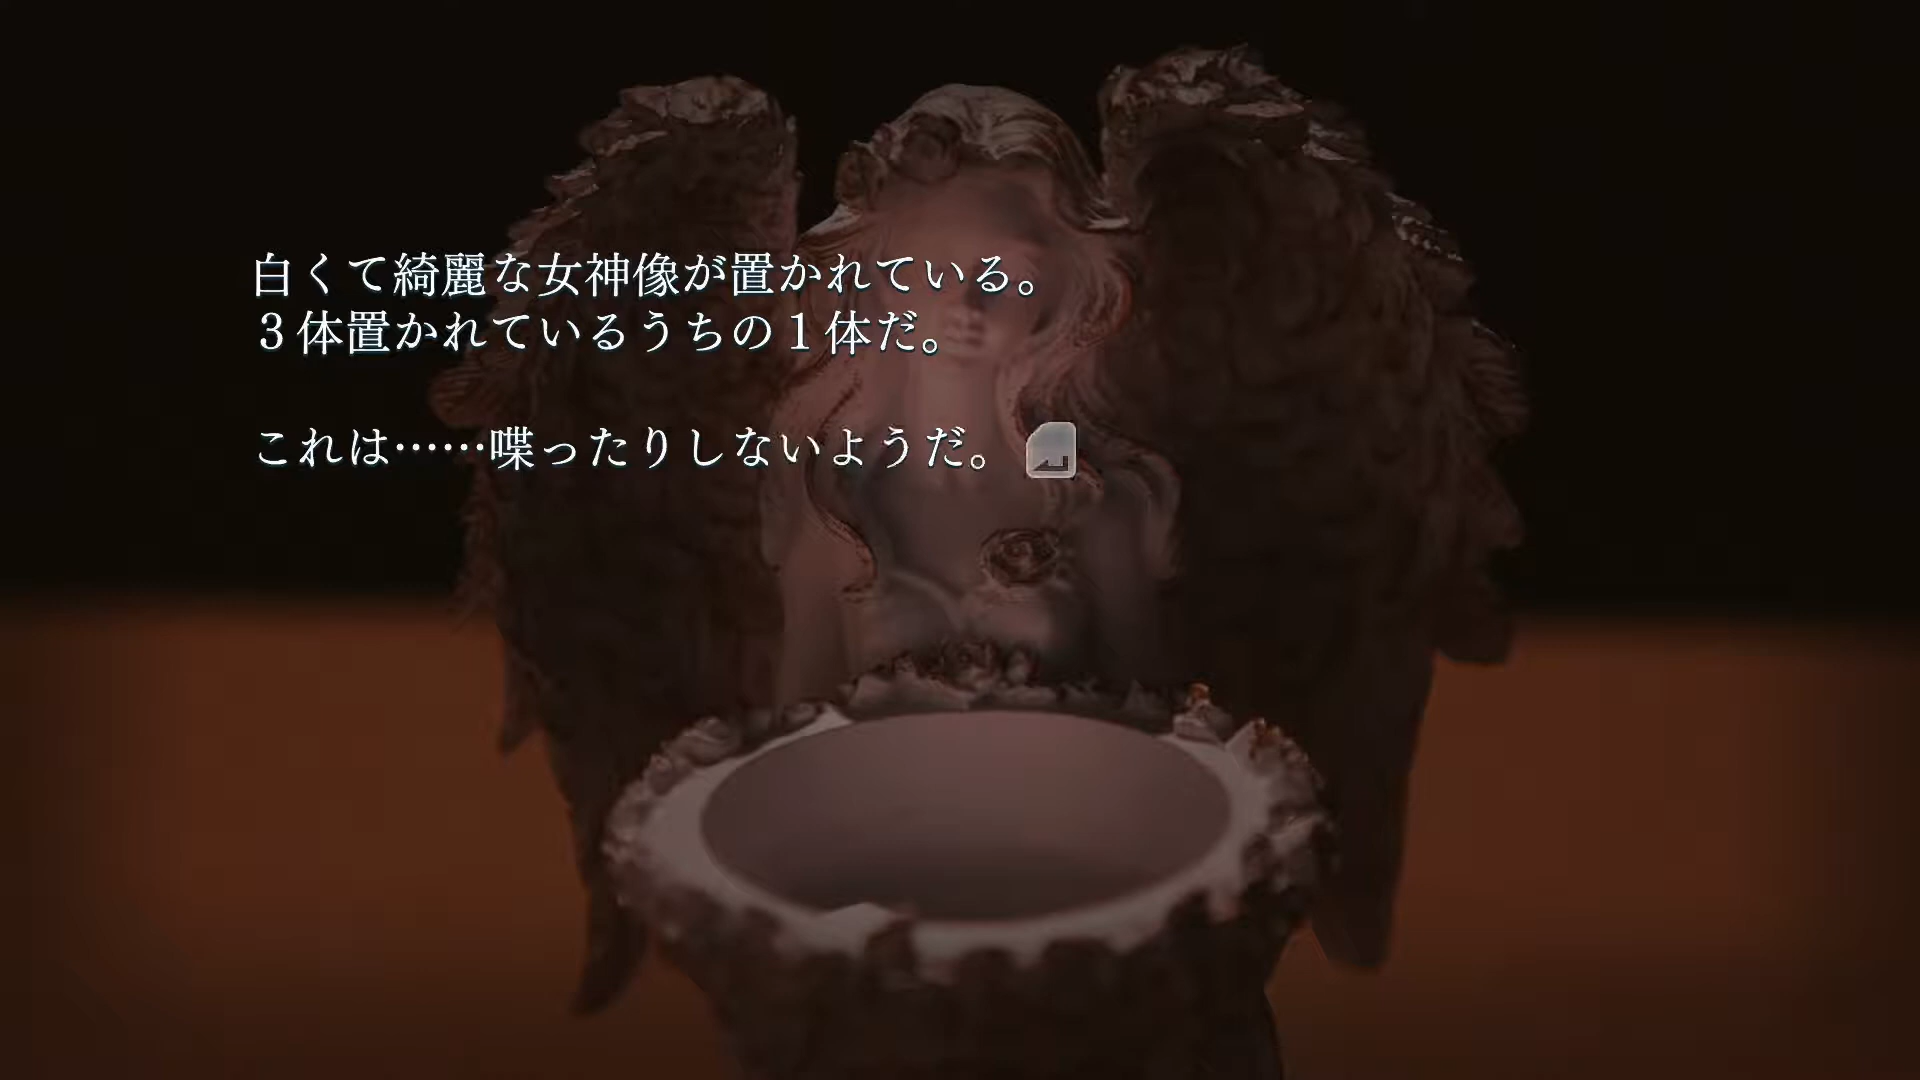 白くて綺麗な女神像が置かれている。
３体置かれているうちの１体だ。
これは……喋ったりしないようだ。